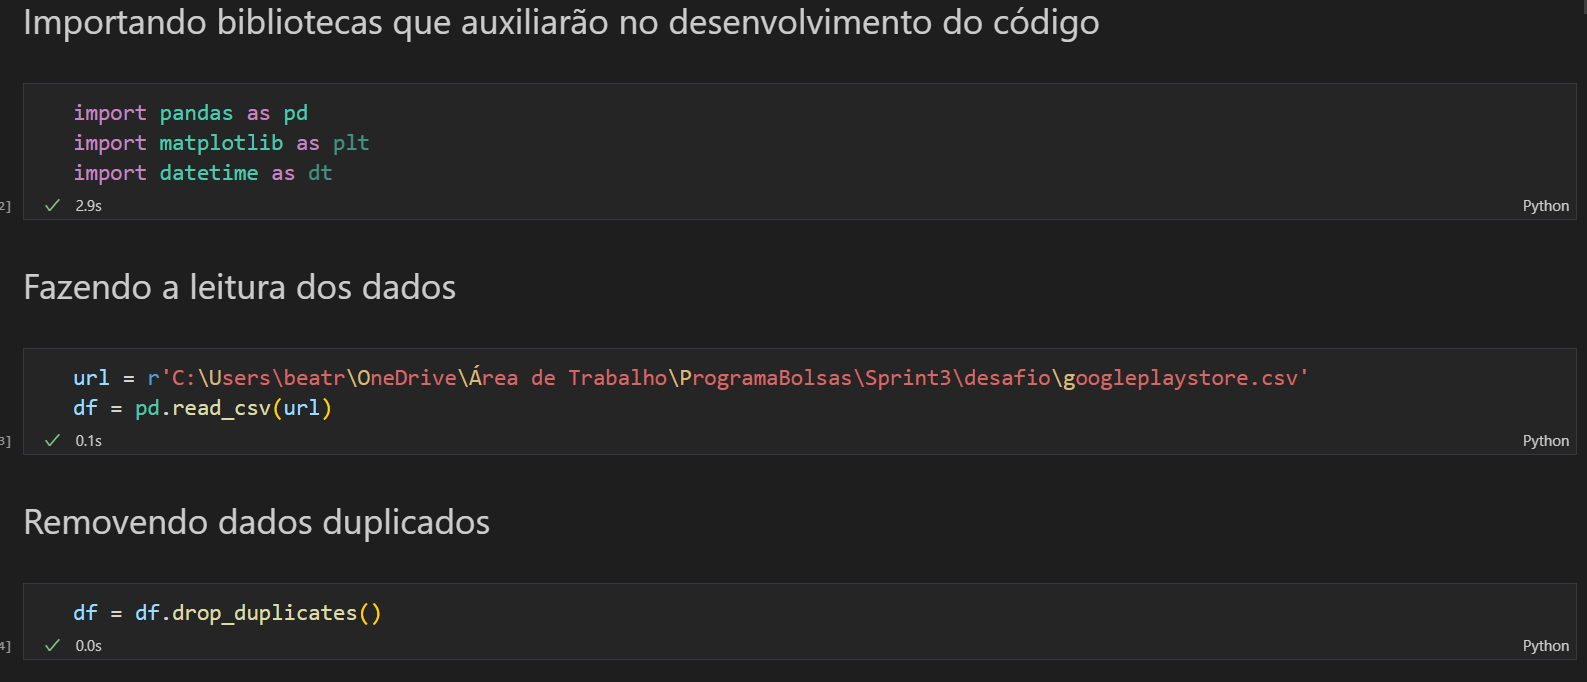 Importando bibliotecas que auxiliarão no desenvolvimento do código
import pandas as pd
import matplotlib as plt
import datetime as dt
2]
2.9s
Python
Fazendo a leitura dos dados
url = r'C:\Users\beatr\OneDrive\Área de Trabalho\ProgramaBolsas\Sprint3\desafio\googleplaystore.csv'
df = pd.read_csv(url)
3]
0.1s
Python
Removendo dados duplicados
df = df.drop_duplicates()
4]
0.0s
Python